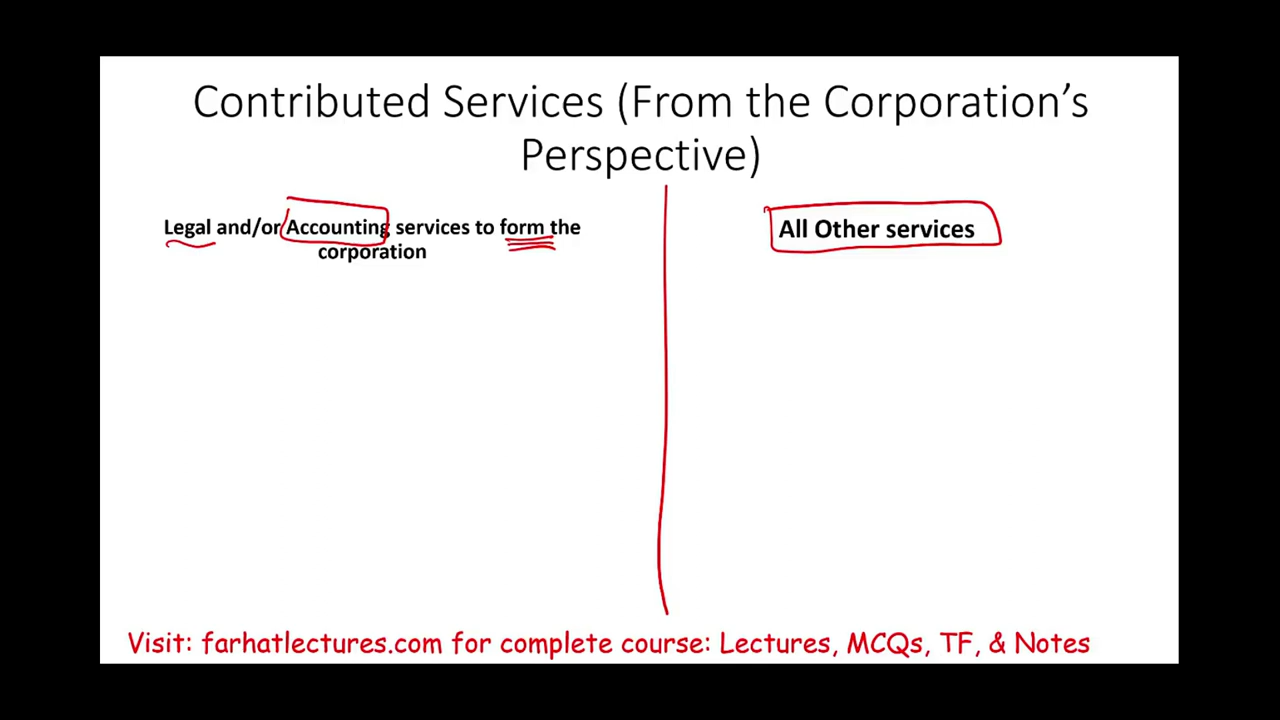 Contributed Services (From the Corporation's
Perspective)
Legal and/or Accounting services to form the
corporation
All Other services
Visit: farhatlectures.com for complete course: Lectures, MCQs, TF, & Notes